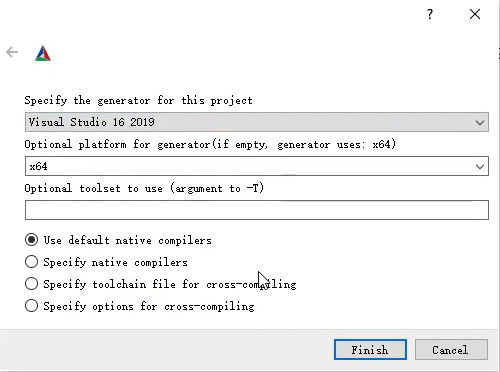 ?
Specify the generator for this project
Visual Studio 16 2019
Optional platform for generator(if empty, generator uses: x64)
x64
Optional toolset to use (argument to -T)
Use default native compilers
Specify native compilers
Specify toolchain file for cross-compiling
Specify options for cross-compiling
Finish
Cancel